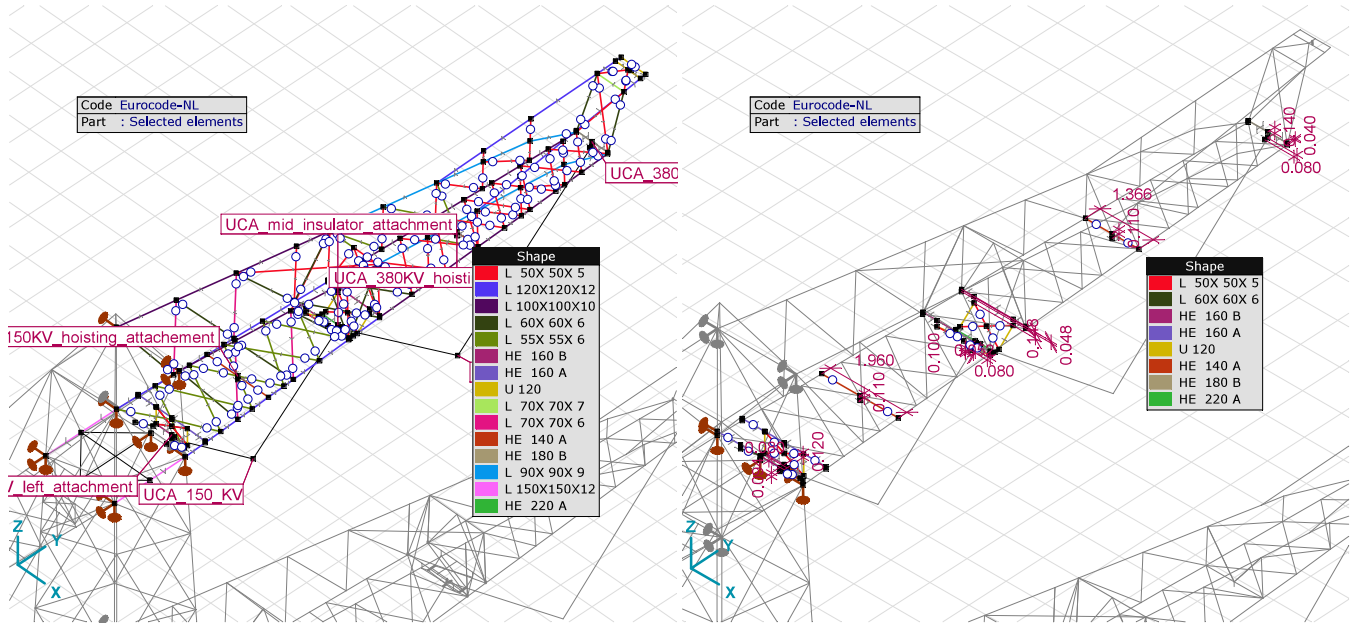 Code Eurocode-NL
Part : Selected elements
UCA_380
UCA_mid_insulator_attachment
UCA_380KV_hoisti
150KV_hoisting_attachement
V_left_attachment
UCA_150_KV
Shape
L 50X 50X 5
L 120X120X12
L 100X100X10
L 60X 60X 6
L 55X 55X 6
HE 160 B
HE 160 A
U 120
L 70X 70X 7
L 70X 70X 6
HE 140 A
HE 180 B
L 90X 90X 9
L 150X150X12
HE 220 A
Z
Y
X
Code Eurocode-NL
Part : Selected elements
0.040
0.080
1.366
0.110
0.048
0.100
0.080
1.960
0.110
0.120
Shape
L 50X 50X 5
L 60X 60X 6
HE 160 B
HE 160 A
U 120
HE 140 A
HE 180 B
HE 220 A
Z
Y
X